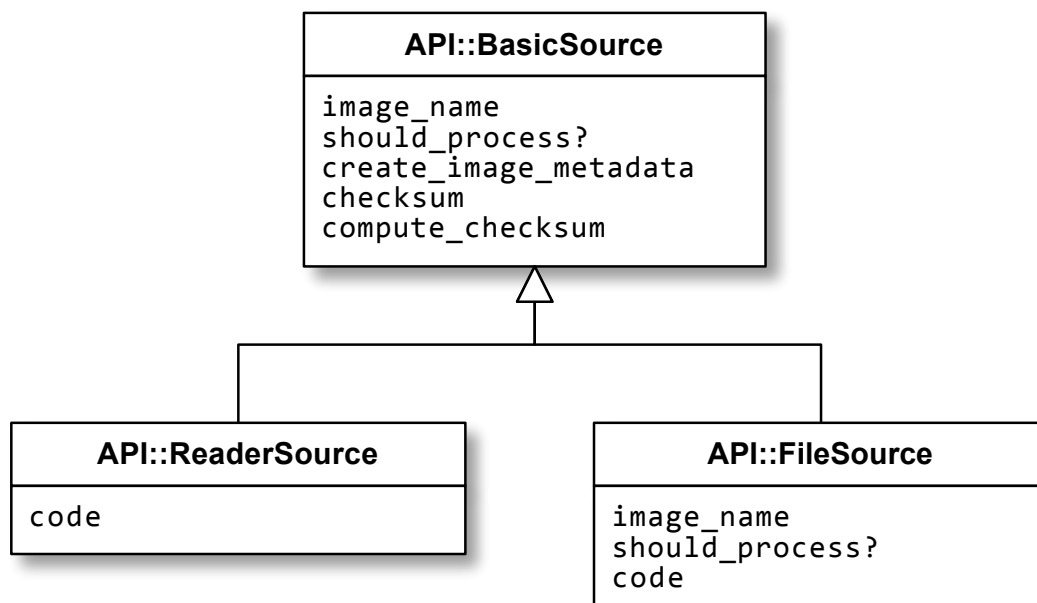 API::BasicSource
image_name
should_process?
create_image_metadata
checksum
compute_checksum
API::ReaderSource
code
API::FileSource
image_name
should_process?
code